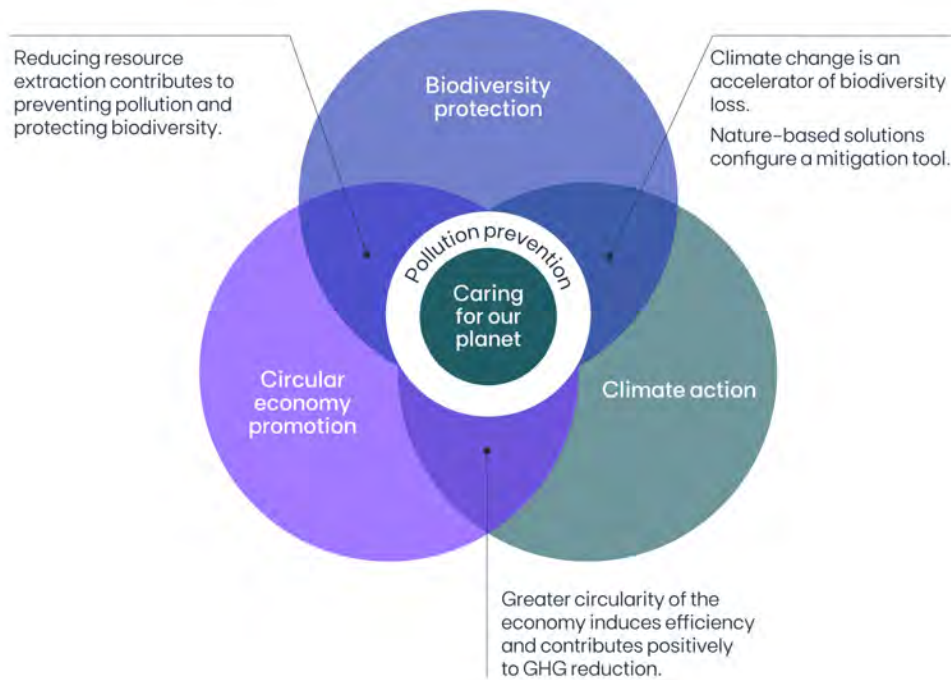 Reducing resource
extraction contributes to
preventing pollution and
protecting biodiversity.
Biodiversity
protection
Climate change is an
accelerator of biodiversity
loss.
Nature-based solutions
configure a mitigation tool.
Pollution prevention
Caring
for our
planet
Circular
economy
promotion
Climate action
Greater circularity of the
economy induces efficiency
and contributes positively
to GHG reduction.